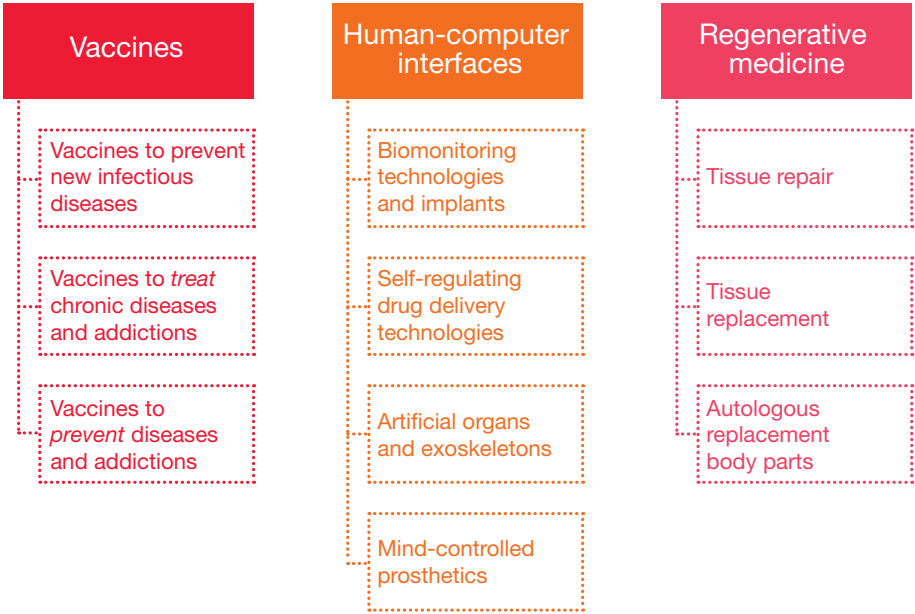 Vaccines
Vaccines to prevent
new infectious
diseases
Vaccines to treat
chronic diseases
and addictions
Vaccines to
prevent diseases
and addictions
Human-computer
interfaces
Biomonitoring
technologies
and implants
Self-regulating
drug delivery
technologies
Artificial organs
and exoskeletons
Mind-controlled
prosthetics
Regenerative
medicine
Tissue repair
Tissue
replacement
Autologous
replacement
body parts